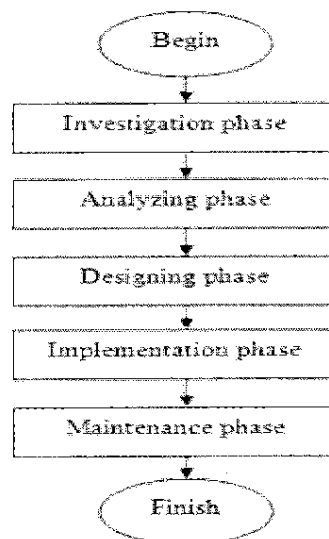 Begin
Investigation phase
Analyzing phase
Designing phase
Implementation phase
Maintenance phase
Finish